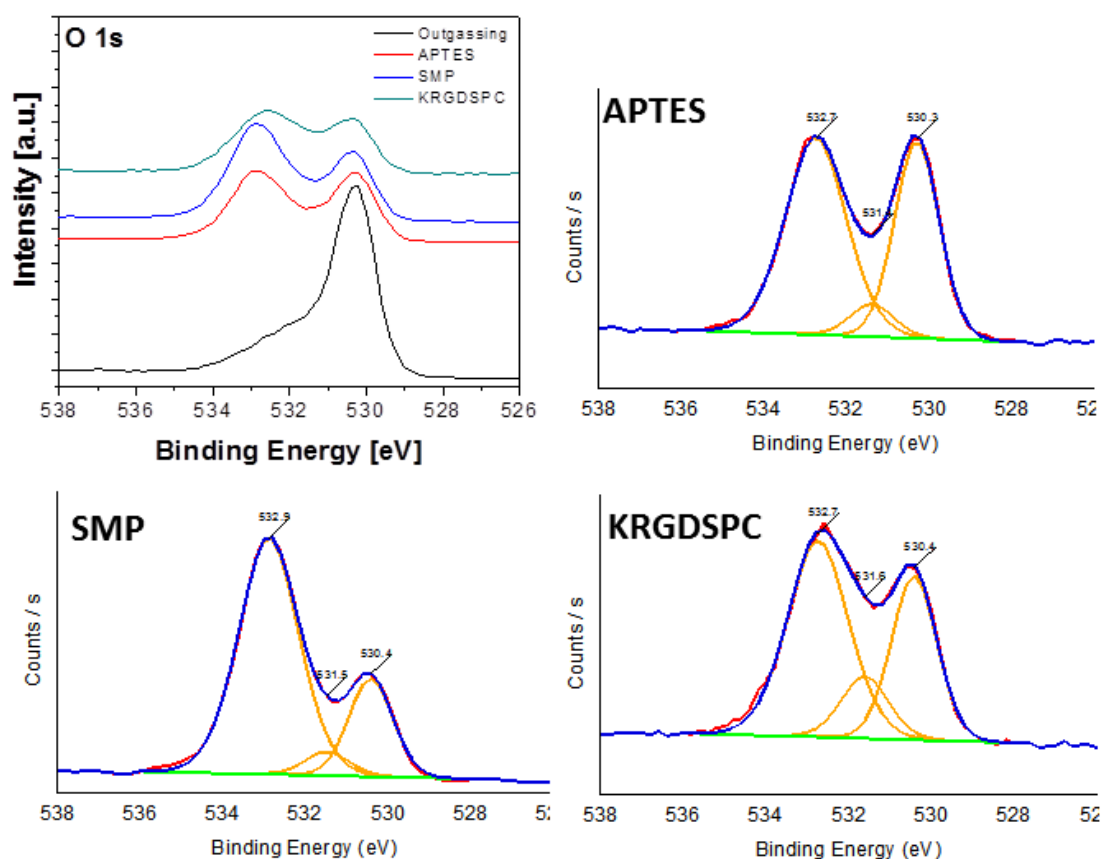 O 1s
Outgassing
APTES
SMP
KRGDSPC
Intensity [a.u.]
538 536 534 532 530 528 526
Binding Energy [eV]
APTES
532.7
530.3
Counts / s
538 536 534 532 530 528
Binding Energy (eV)
SMP
532.9
531.5
530.4
Counts / s
538 536 534 532 530 528
Binding Energy (eV)
KRGDSPC
532.7
531.6
530.4
Counts / s
538 536 534 532 530 528
Binding Energy (eV)